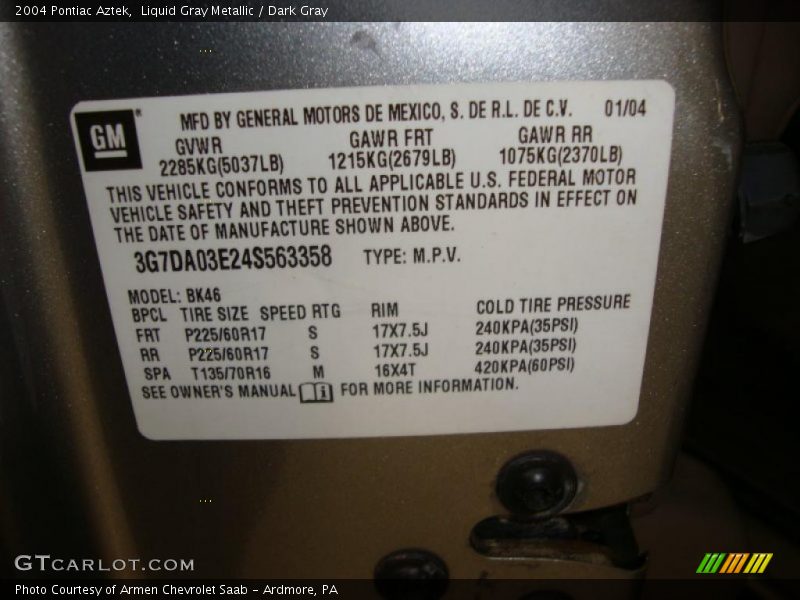 2004 Pontiac Aztek,  Liquid Gray Metallic / Dark Gray
GM
MFD BY GENERAL MOTORS DE MEXICO, S. DE R.L. DE C.V. 01/04
GVWR GAWR FRT GAWR RR
2285KG(5037LB) 1215KG(2679LB) 1075KG(2370LB)
THIS VEHICLE CONFORMS TO ALL APPLICABLE U.S. FEDERAL MOTOR
VEHICLE SAFETY AND THEFT PREVENTION STANDARDS IN EFFECT ON
THE DATE OF MANUFACTURE SHOWN ABOVE.
3G7DA03E24S563358 TYPE: M.P.V.
MODEL: BK46
BPCL TIRE SIZE SPEED RTG RIM COLD TIRE PRESSURE
FRT P225/60R17 S 17X7.5J 240KPA(35PSI)
RR P225/60R17 S 17X7.5J 240KPA(35PSI)
SPA T135/70R16 M 16X4T 420KPA(60PSI)
SEE OWNER'S MANUAL i FOR MORE INFORMATION.
GTCARLOT.COM
Photo Courtesy of Armen Chevrolet Saab - Ardmore, PA